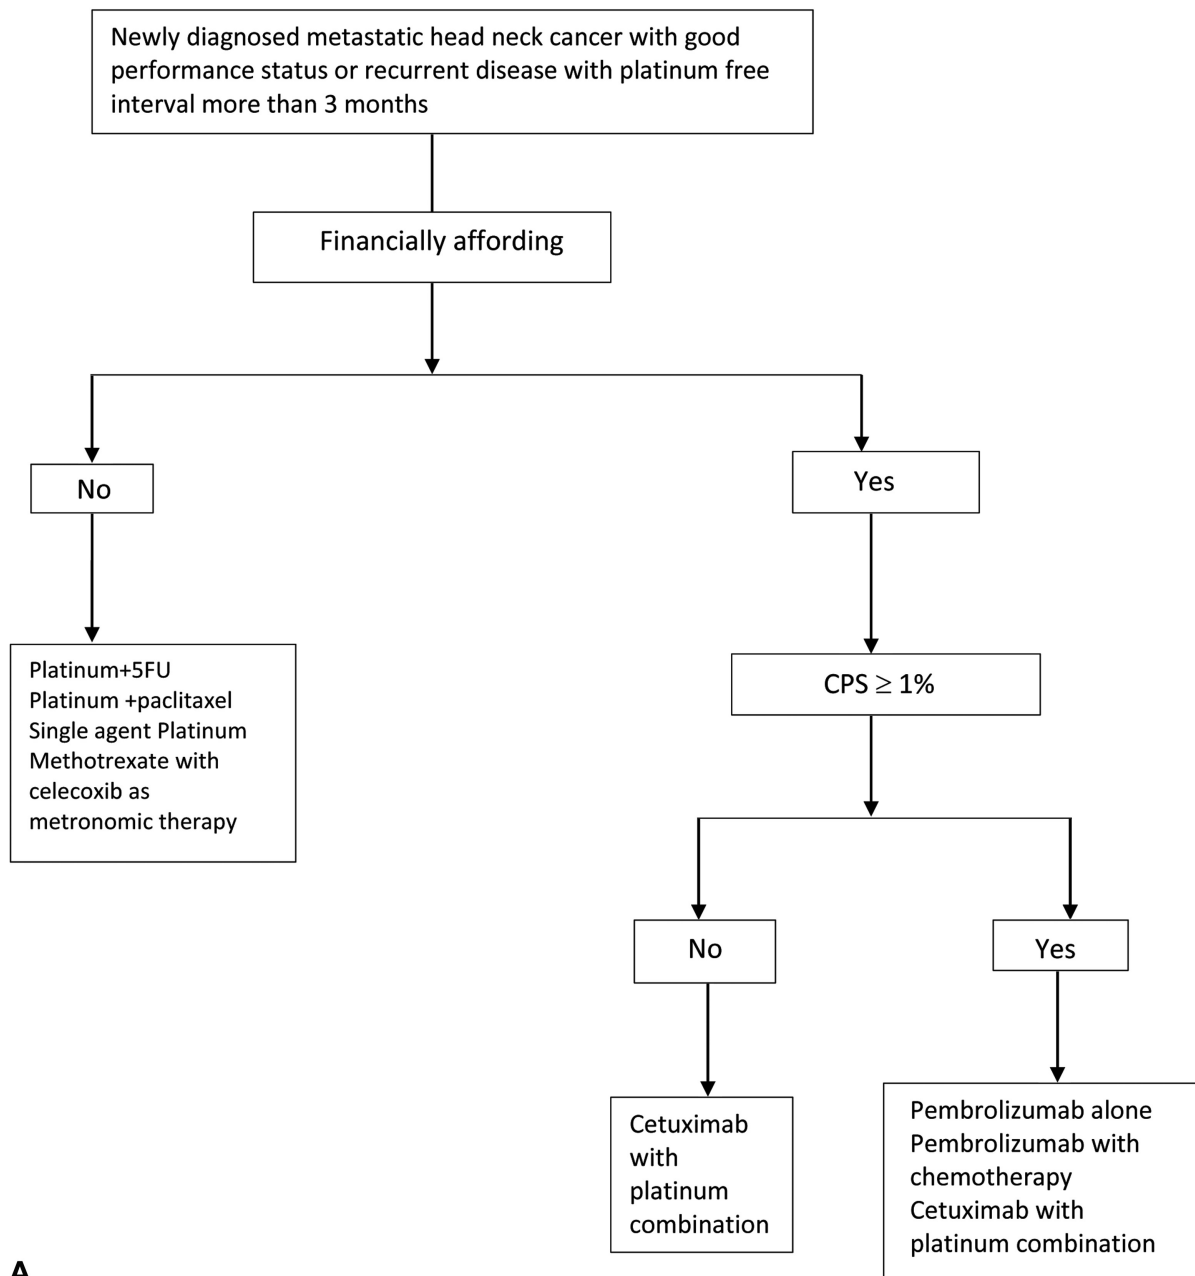 Newly diagnosed metastatic head neck cancer with good
performance status or recurrent disease with platinum free
interval more than 3 months
Financially affording
No
Yes
Platinum+5FU
Platinum +paclitaxel
Single agent Platinum
Methotrexate with
celecoxib as
metronomic therapy
CPS ≥ 1%
No
Yes
Cetuximab
with
platinum
combination
Pembrolizumab alone
Pembrolizumab with
chemotherapy
Cetuximab with
platinum combination
A